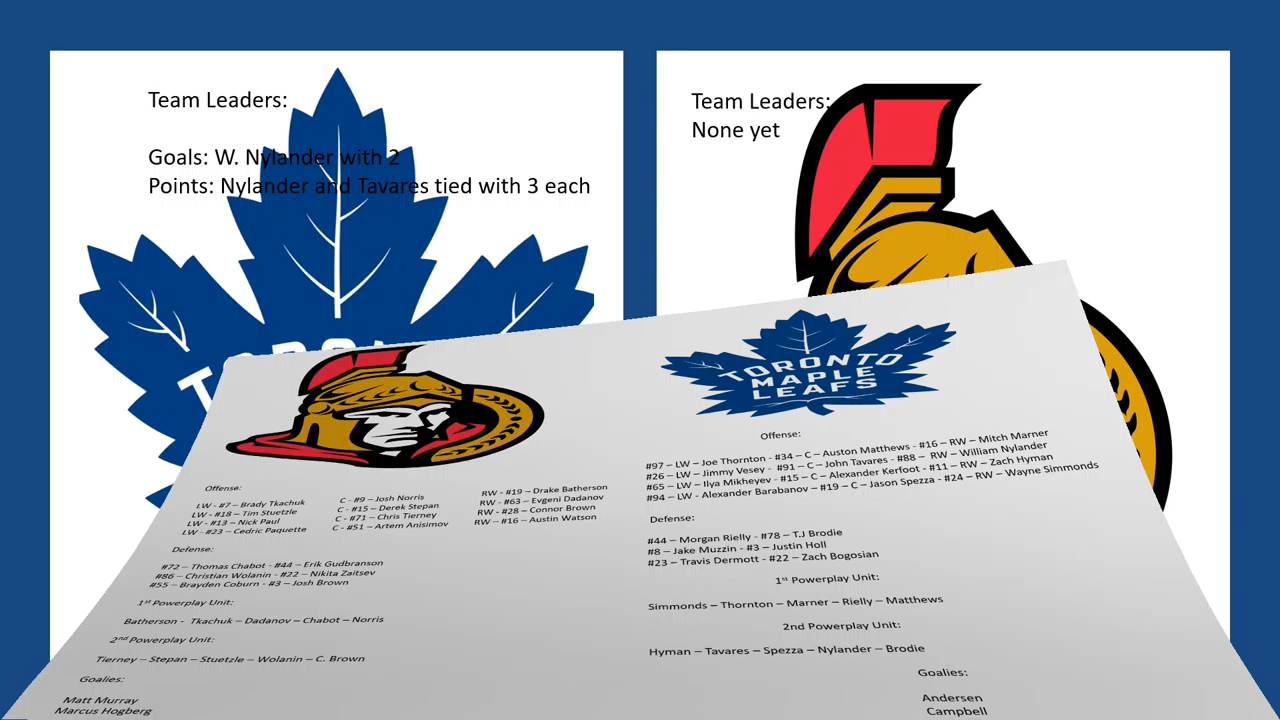 Team Leaders:
Goals: W. Nylander with 2
Points: Nylander and Tavares tied with 3 each
Team Leaders:
None yet
Offense:
LW - #7 – Brady Tkachuk
LW - #18 – Tim Stuetzle
LW - #13 – Nick Paul
LW - #23 – Cedric Paquette
C - #9 – Josh Norris
C - #15 – Derek Stepan
C - #71 – Chris Tierney
C - #51 – Artem Anisimov
RW - #19 – Drake Batherson
RW - #63 – Evgeni Dadanov
RW - #28 – Connor Brown
RW – #16 – Austin Watson
Defense:
#72 – Thomas Chabot - #44 – Erik Gudbranson
#86 – Christian Wolanin - #22 – Nikita Zaitsev
#55 – Brayden Coburn - #3 – Josh Brown
1st Powerplay Unit:
Batherson - Tkachuk – Dadanov – Chabot – Norris
2nd Powerplay Unit:
Tierney – Stepan – Stuetzle – Wolanin – C. Brown
Goalies:
Matt Murray
Marcus Hogberg
TORONTO
MAPLE
LEAFS
Offense:
#97 – LW – Joe Thornton - #34 – C – Auston Matthews - #16 – RW – Mitch Marner
#26 – LW – Jimmy Vesey - #91 – C – John Tavares - #88 – RW – William Nylander
#65 – LW – Ilya Mikheyev - #15 – C – Alexander Kerfoot - #11 – RW – Zach Hyman
#94 – LW - Alexander Barabanov – #19 – C – Jason Spezza - #24 – RW – Wayne Simmonds
Defense:
#44 – Morgan Rielly - #78 – T.J Brodie
#8 – Jake Muzzin - #3 – Justin Holl
#23 – Travis Dermott - #22 – Zach Bogosian
1st Powerplay Unit:
Simmonds – Thornton – Marner – Rielly – Matthews
2nd Powerplay Unit:
Hyman – Tavares – Spezza – Nylander – Brodie
Goalies:
Andersen
Campbell